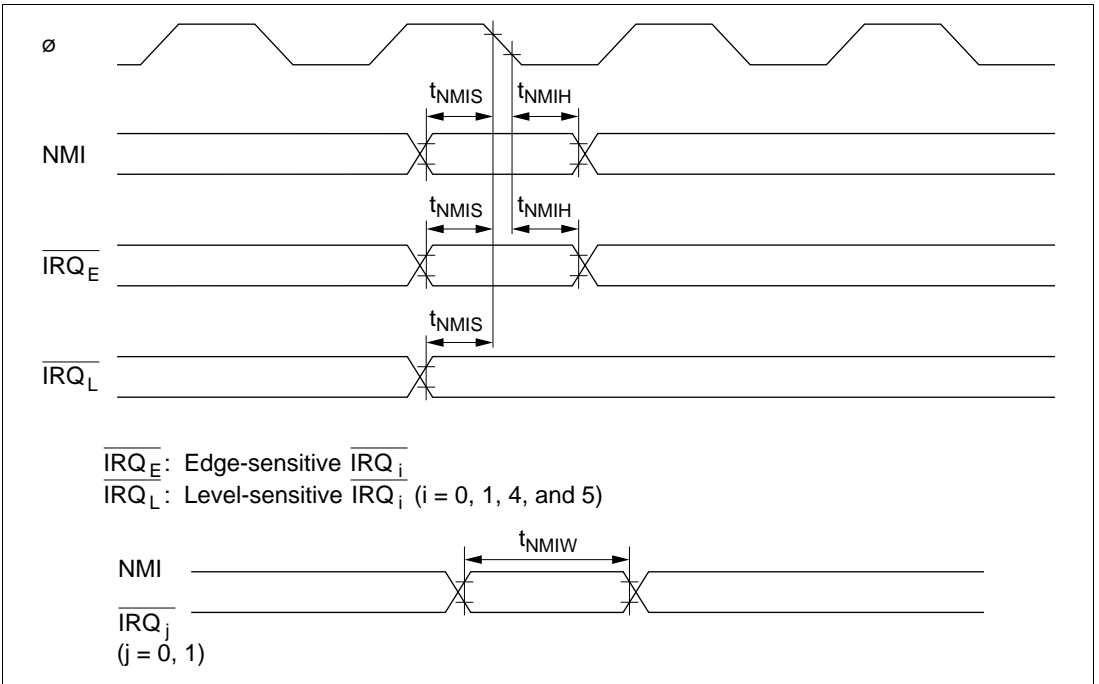 ø
tNMIS tNMIH
NMI
tNMIS tNMIH
IRQE
tNMIS
IRQL
IRQE: Edge-sensitive IRQi
IRQL: Level-sensitive IRQi (i = 0, 1, 4, and 5)
tNMIW
NMI
IRQj
(j = 0, 1)